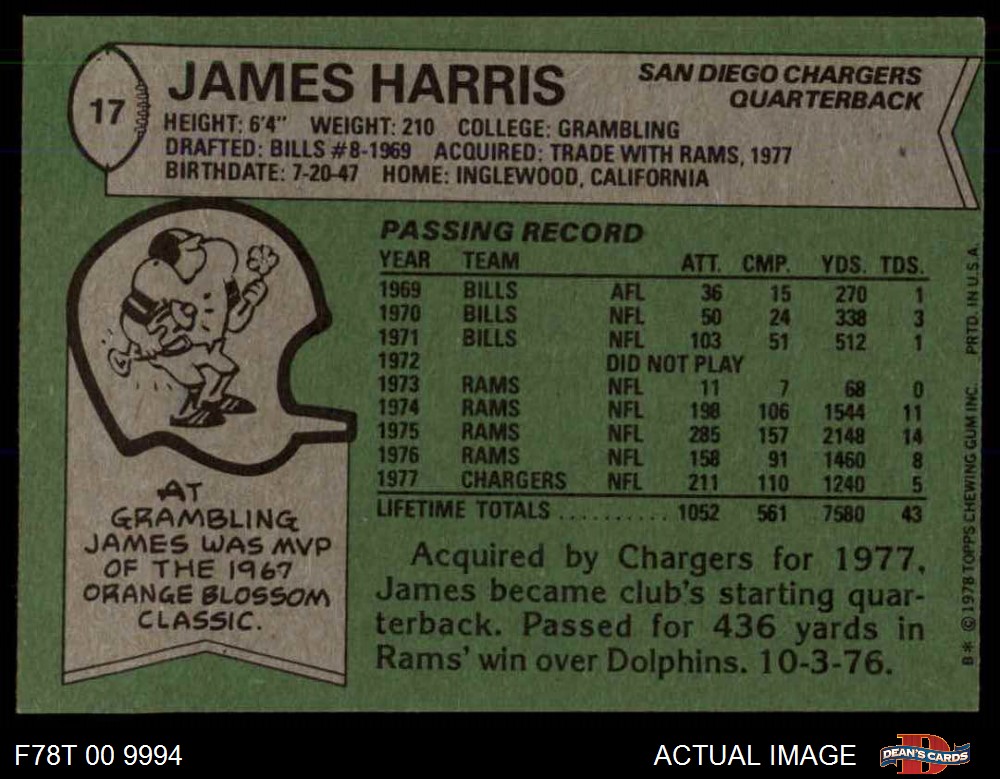 17
JAMES HARRIS
SAN DIEGO CHARGERS
QUARTERBACK
HEIGHT: 6'4" WEIGHT: 210 COLLEGE: GRAMBLING
DRAFTED: BILLS #8-1969 ACQUIRED: TRADE WITH RAMS, 1977
BIRTHDATE: 7-20-47 HOME: INGLEWOOD, CALIFORNIA
PASSING RECORD
YEAR TEAM ATT. CMP. YDS. TDS.
1969 BILLS AFL 36 15 270 1
1970 BILLS NFL 50 24 338 3
1971 BILLS NFL 103 51 512 1
1972 DID NOT PLAY
1973 RAMS NFL 11 7 68 0
1974 RAMS NFL 198 106 1544 11
1975 RAMS NFL 285 157 2148 14
1976 RAMS NFL 158 91 1460 8
1977 CHARGERS NFL 211 110 1240 5
LIFETIME TOTALS .......... 1052 561 7580 43
Acquired by Chargers for 1977,
James became club's starting quar-
terback. Passed for 436 yards in
Rams' win over Dolphins. 10-3-76.
AT
GRAMBLING
JAMES WAS MVP
OF THE 1967
ORANGE BLOSSOM
CLASSIC.
B* © 1978 TOPPS CHEWING GUM INC. PRTD. IN U.S.A.
F78T 00 9994
ACTUAL IMAGE
DEAN'S CARDS